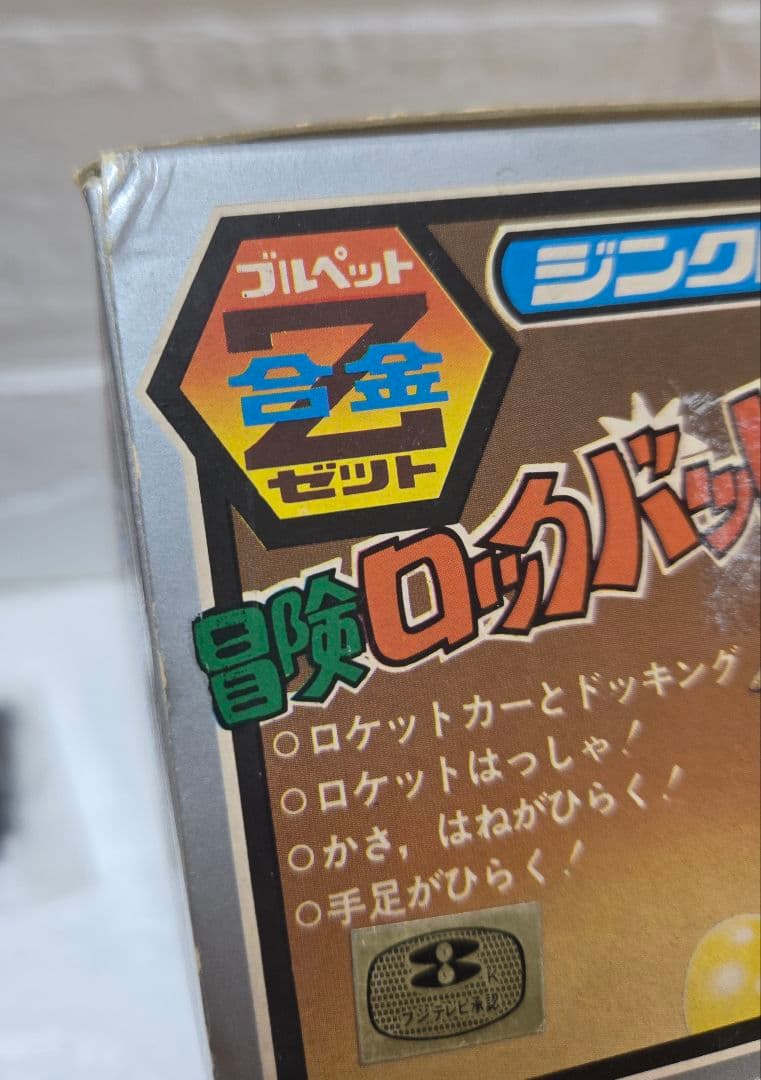 ブルペット
Z
合金
ゼット
ジンク
冒険ロックバット
○ロケットカーとドッキング
○ロケットはっしゃ!
○かさ,はねがひらく!
○手足がひらく!
8
K
フジテレビ承認